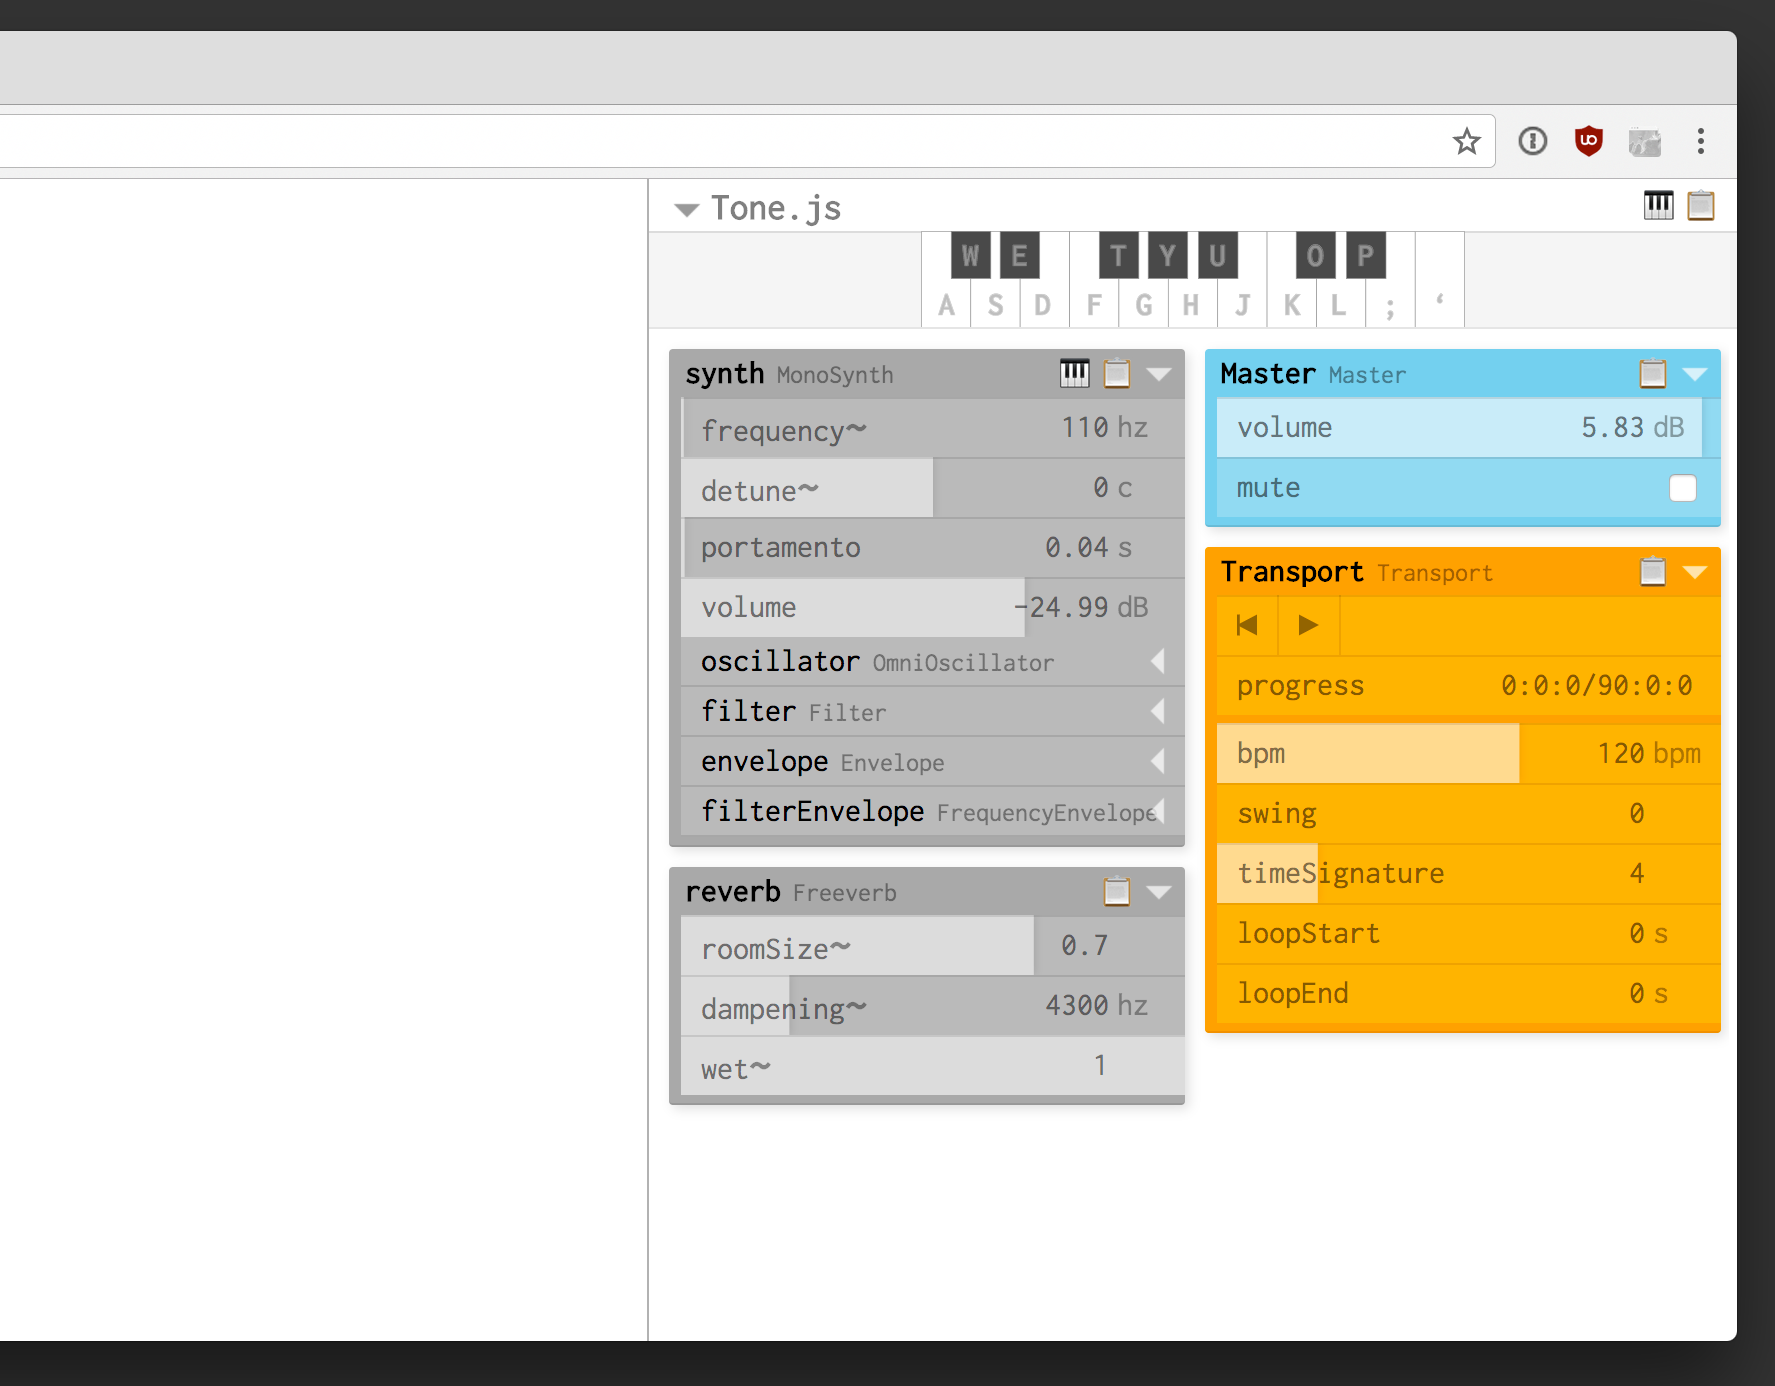 Tone.js
W E T Y U O P
A S D F G H J K L ; ‘
synth MonoSynth
frequency~ 110 hz
detune~ 0 c
portamento 0.04 s
volume -24.99 dB
oscillator OmniOscillator
filter Filter
envelope Envelope
filterEnvelope FrequencyEnvelope
reverb Freeverb
roomSize~ 0.7
dampening~ 4300 hz
wet~ 1
Master Master
volume 5.83 dB
mute
Transport Transport
progress 0:0:0/90:0:0
bpm 120 bpm
swing 0
timeSignature 4
loopStart 0 s
loopEnd 0 s